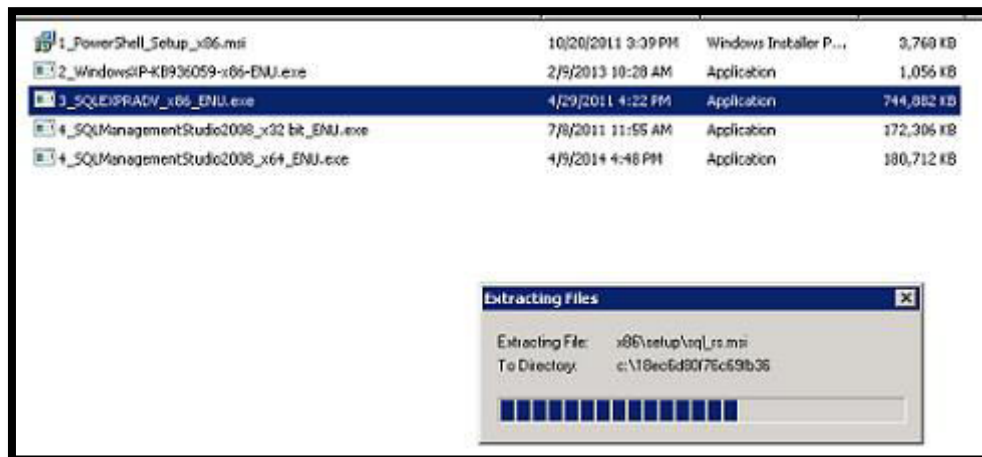 1_PowerShell_Setup_x86.msi 10/20/2011 3:39 PM Windows Installer P... 3,768 KB
2_WindowsXP-KB936059-x86-ENU.exe 2/9/2013 10:28 AM Application 1,056 KB
3_SQLEXPRADV_x86_ENU.exe 4/29/2011 4:22 PM Application 744,882 KB
4_SQLManagementStudio2008_x32 bit_ENU.exe 7/8/2011 11:55 AM Application 172,306 KB
4_SQLManagementStudio2008_x64_ENU.exe 4/9/2014 4:48 PM Application 180,712 KB
Extracting Files
Extracting File: x86\setup\sql_rs.msi
To Directory: c:\18ec6d80f76c69fb36